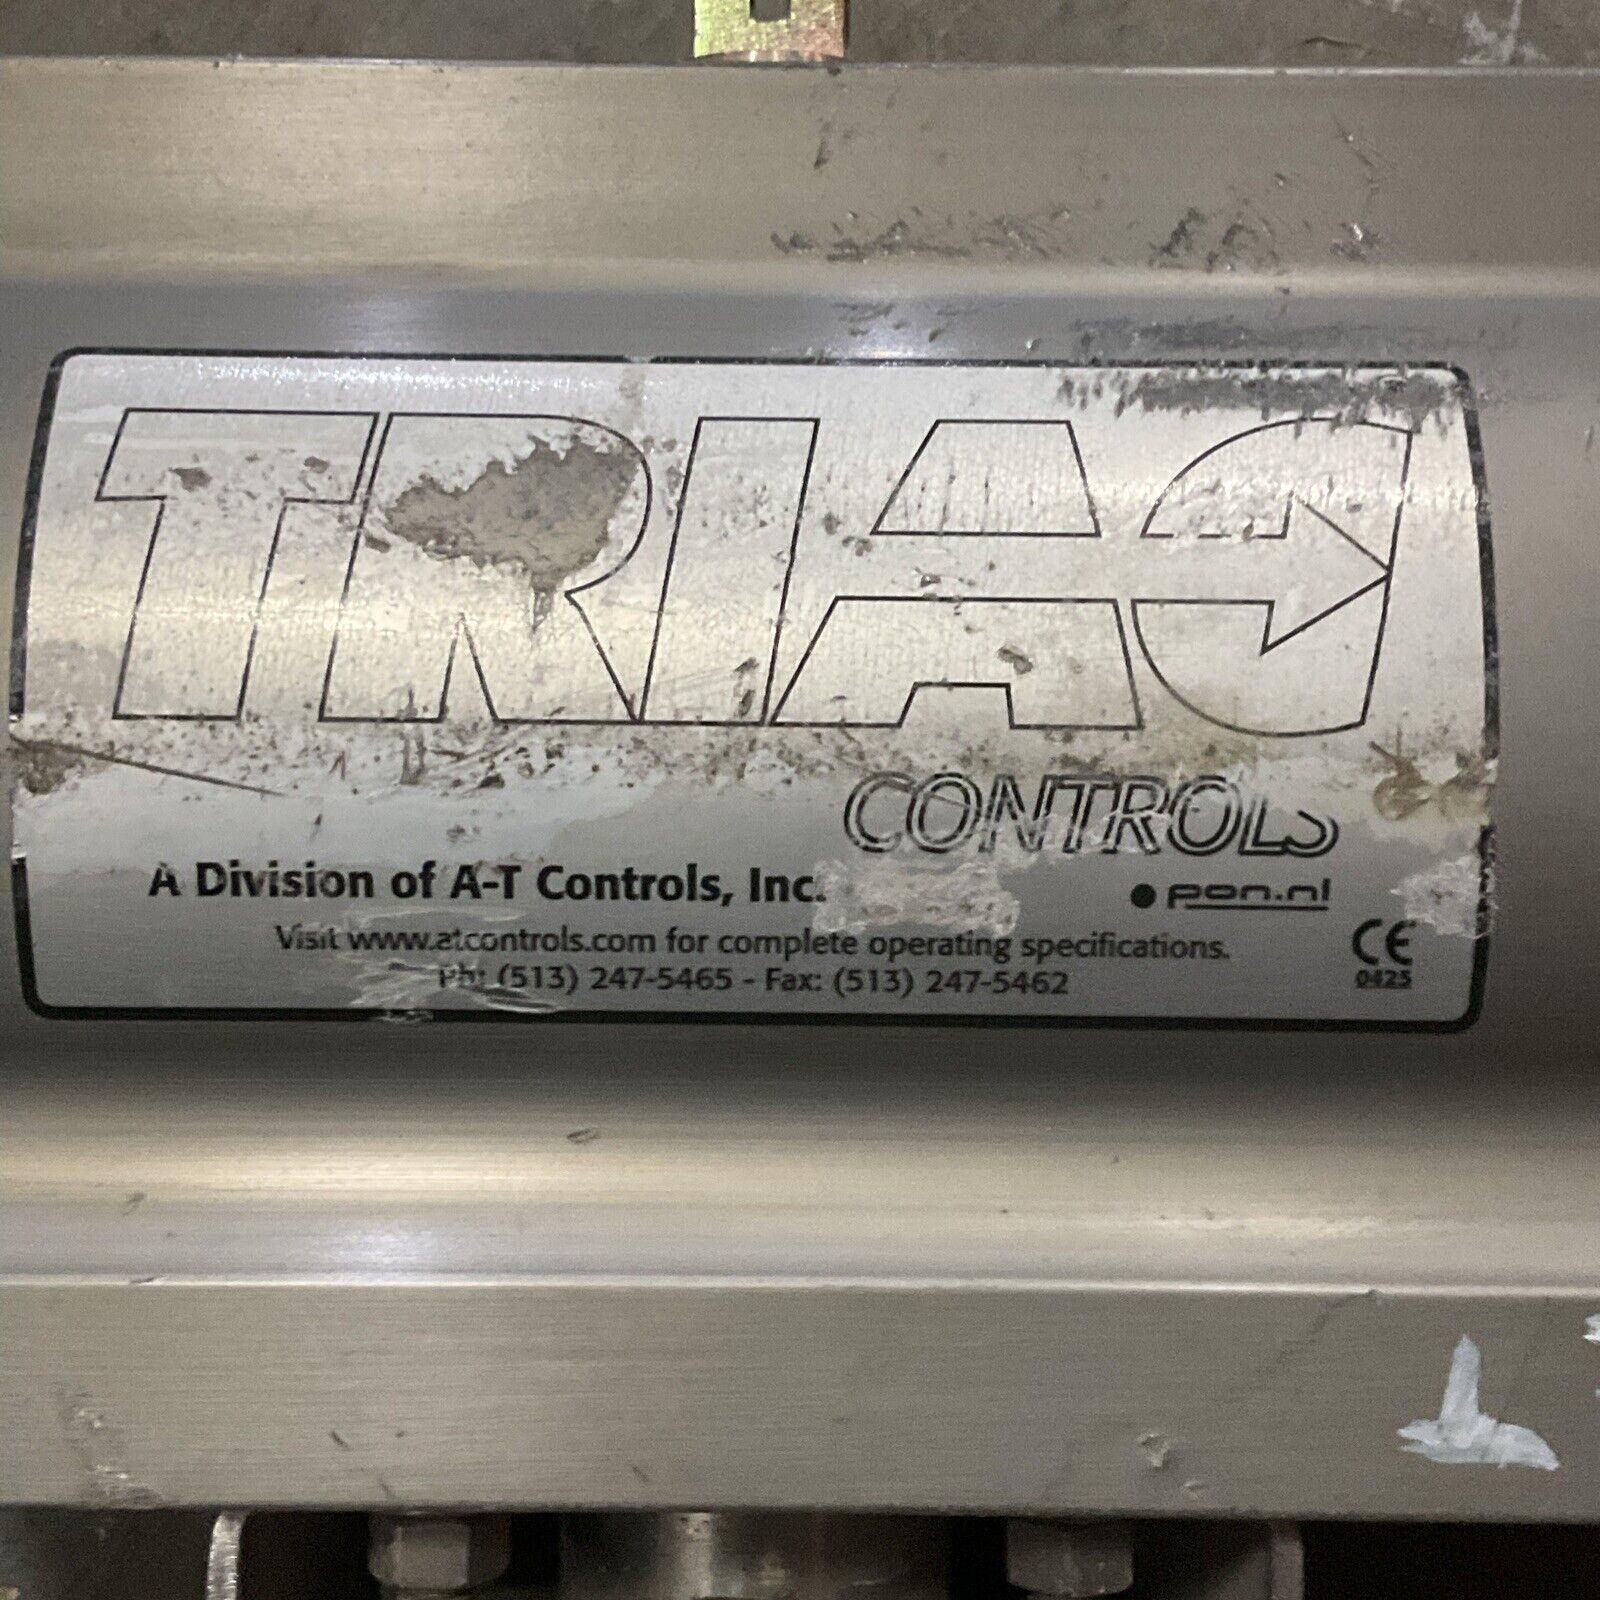 TRIAC
CONTROLS
A Division of A-T Controls, Inc.
pon.nl
Visit www.atcontrols.com for complete operating specifications.
CE
Ph: (513) 247-5465 - Fax: (513) 247-5462
0425